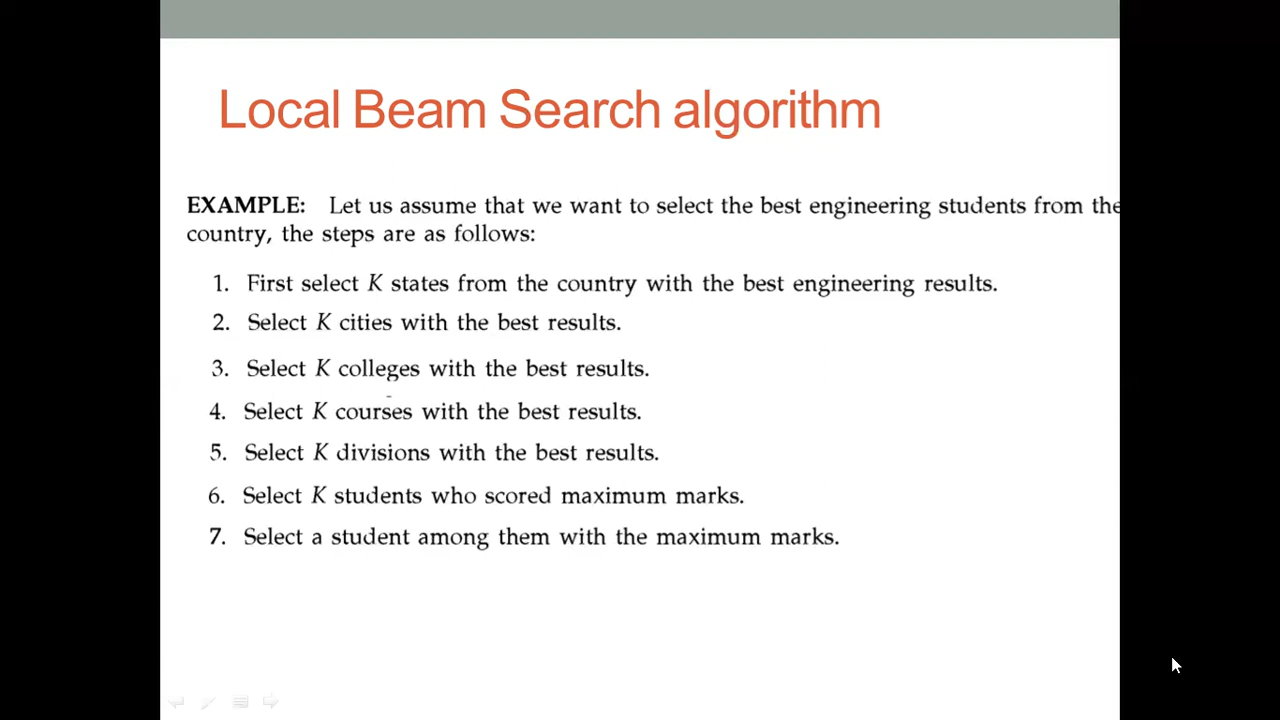 Local Beam Search algorithm
EXAMPLE: Let us assume that we want to select the best engineering students from the
country, the steps are as follows:
1. First select K states from the country with the best engineering results.
2. Select K cities with the best results.
3. Select K colleges with the best results.
4. Select K courses with the best results.
5. Select K divisions with the best results.
6. Select K students who scored maximum marks.
7. Select a student among them with the maximum marks.